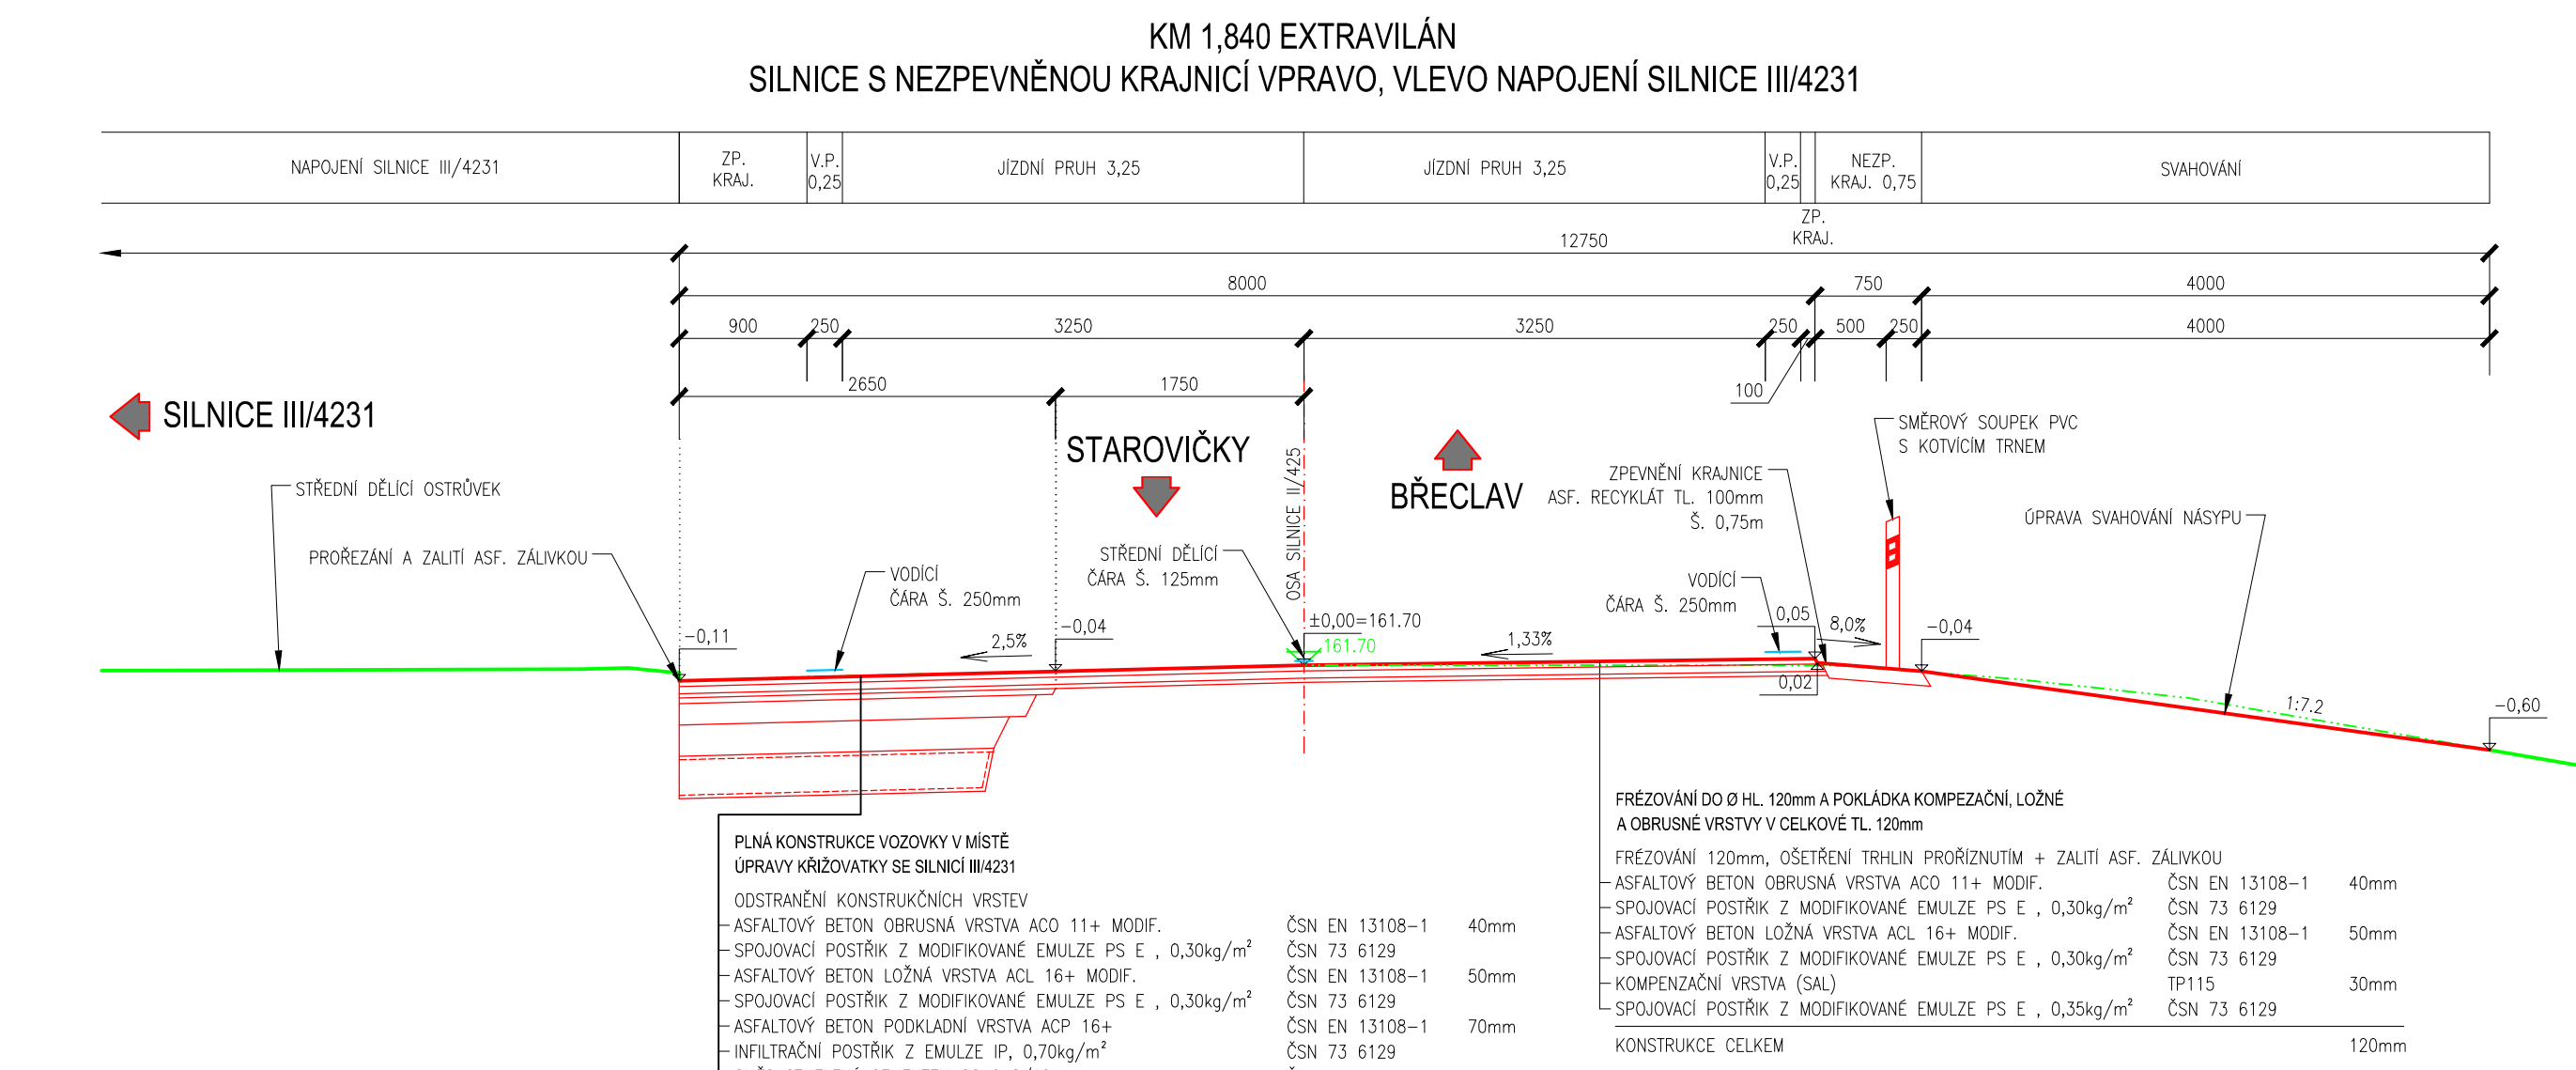 KM 1,840 EXTRAVILÁN
SILNICE S NEZPEVNĚNOU KRAJNICÍ VPRAVO, VLEVO NAPOJENÍ SILNICE III/4231
NAPOJENÍ SILNICE III/4231
ZP.
KRAJ.
V.P.
0,25
JÍZDNÍ PRUH 3,25
JÍZDNÍ PRUH 3,25
V.P.
0,25
NEZP.
KRAJ. 0,75
SVAHOVÁNÍ
ZP.
KRAJ.
12750
8000
750
4000
900
250
3250
3250
250
500
250
4000
2650
1750
100
SILNICE III/4231
STAROVIČKY
BŘECLAV
OSA SILNICE II/425
SMĚROVÝ SOUPEK PVC
S KOTVÍCÍM TRNEM
ZPEVNĚNÍ KRAJNICE
ASF. RECYKLÁT TL. 100mm
Š. 0,75m
STŘEDNÍ DĚLÍCÍ OSTRŮVEK
ÚPRAVA SVAHOVÁNÍ NÁSYPU
PROŘEZÁNÍ A ZALITÍ ASF. ZÁLIVKOU
VODÍCÍ
ČÁRA Š. 250mm
STŘEDNÍ DĚLÍCÍ
ČÁRA Š. 125mm
VODÍCÍ
ČÁRA Š. 250mm
-0,11
2,5%
-0,04
±0,00=161.70
161.70
1,33%
0,05
8,0%
-0,04
0,02
1:7.2
-0,60
PLNÁ KONSTRUKCE VOZOVKY V MÍSTĚ
ÚPRAVY KŘIŽOVATKY SE SILNICÍ III/4231
ODSTRANĚNÍ KONSTRUKČNÍCH VRSTEV
ASFALTOVÝ BETON OBRUSNÁ VRSTVA ACO 11+ MODIF. ČSN EN 13108-1 40mm
SPOJOVACÍ POSTŘIK Z MODIFIKOVANÉ EMULZE PS E , 0,30kg/m² ČSN 73 6129
ASFALTOVÝ BETON LOŽNÁ VRSTVA ACL 16+ MODIF. ČSN EN 13108-1 50mm
SPOJOVACÍ POSTŘIK Z MODIFIKOVANÉ EMULZE PS E , 0,30kg/m² ČSN 73 6129
ASFALTOVÝ BETON PODKLADNÍ VRSTVA ACP 16+ ČSN EN 13108-1 70mm
INFILTRAČNÍ POSTŘIK Z EMULZE IP, 0,70kg/m² ČSN 73 6129
FRÉZOVÁNÍ DO Ø HL. 120mm A POKLÁDKA KOMPEZAČNÍ, LOŽNÉ
A OBRUSNÉ VRSTVY V CELKOVÉ TL. 120mm
FRÉZOVÁNÍ 120mm, OŠETŘENÍ TRHLIN PROŘÍZNUTÍM + ZALITÍ ASF. ZÁLIVKOU
ASFALTOVÝ BETON OBRUSNÁ VRSTVA ACO 11+ MODIF. ČSN EN 13108-1 40mm
SPOJOVACÍ POSTŘIK Z MODIFIKOVANÉ EMULZE PS E , 0,30kg/m² ČSN 73 6129
ASFALTOVÝ BETON LOŽNÁ VRSTVA ACL 16+ MODIF. ČSN EN 13108-1 50mm
SPOJOVACÍ POSTŘIK Z MODIFIKOVANÉ EMULZE PS E , 0,30kg/m² ČSN 73 6129
KOMPENZAČNÍ VRSTVA (SAL) TP115 30mm
SPOJOVACÍ POSTŘIK Z MODIFIKOVANÉ EMULZE PS E , 0,35kg/m² ČSN 73 6129
KONSTRUKCE CELKEM 120mm